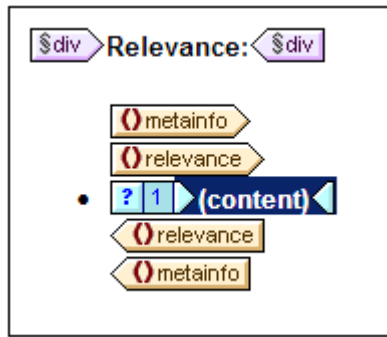 §div Relevance: §div
() metainfo
() relevance
• ? 1 (content)
() relevance
() metainfo